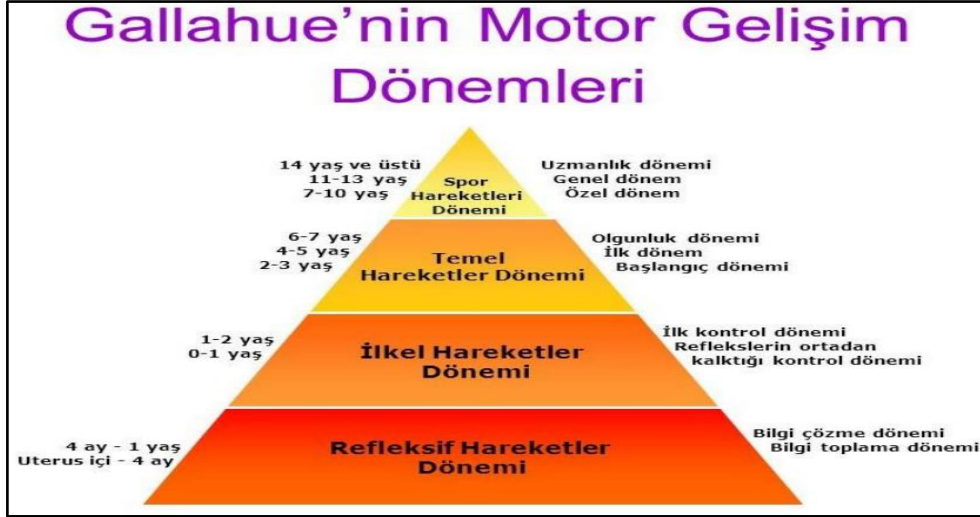 Gallahue’nin Motor Gelişim
Dönemleri
14 yaş ve üstü
11-13 yaş
7-10 yaş
Spor
Hareketleri
Dönemi
Uzmanlık dönemi
Genel dönem
Özel dönem
6-7 yaş
4-5 yaş
2-3 yaş
Temel
Hareketler Dönemi
Olgunluk dönemi
İlk dönem
Başlangıç dönemi
1-2 yaş
0-1 yaş
İlkel Hareketler
Dönemi
İlk kontrol dönemi
Reflekslerin ortadan
kalktığı kontrol dönemi
4 ay - 1 yaş
Uterus içi - 4 ay
Refleksif Hareketler
Dönemi
Bilgi çözme dönemi
Bilgi toplama dönemi